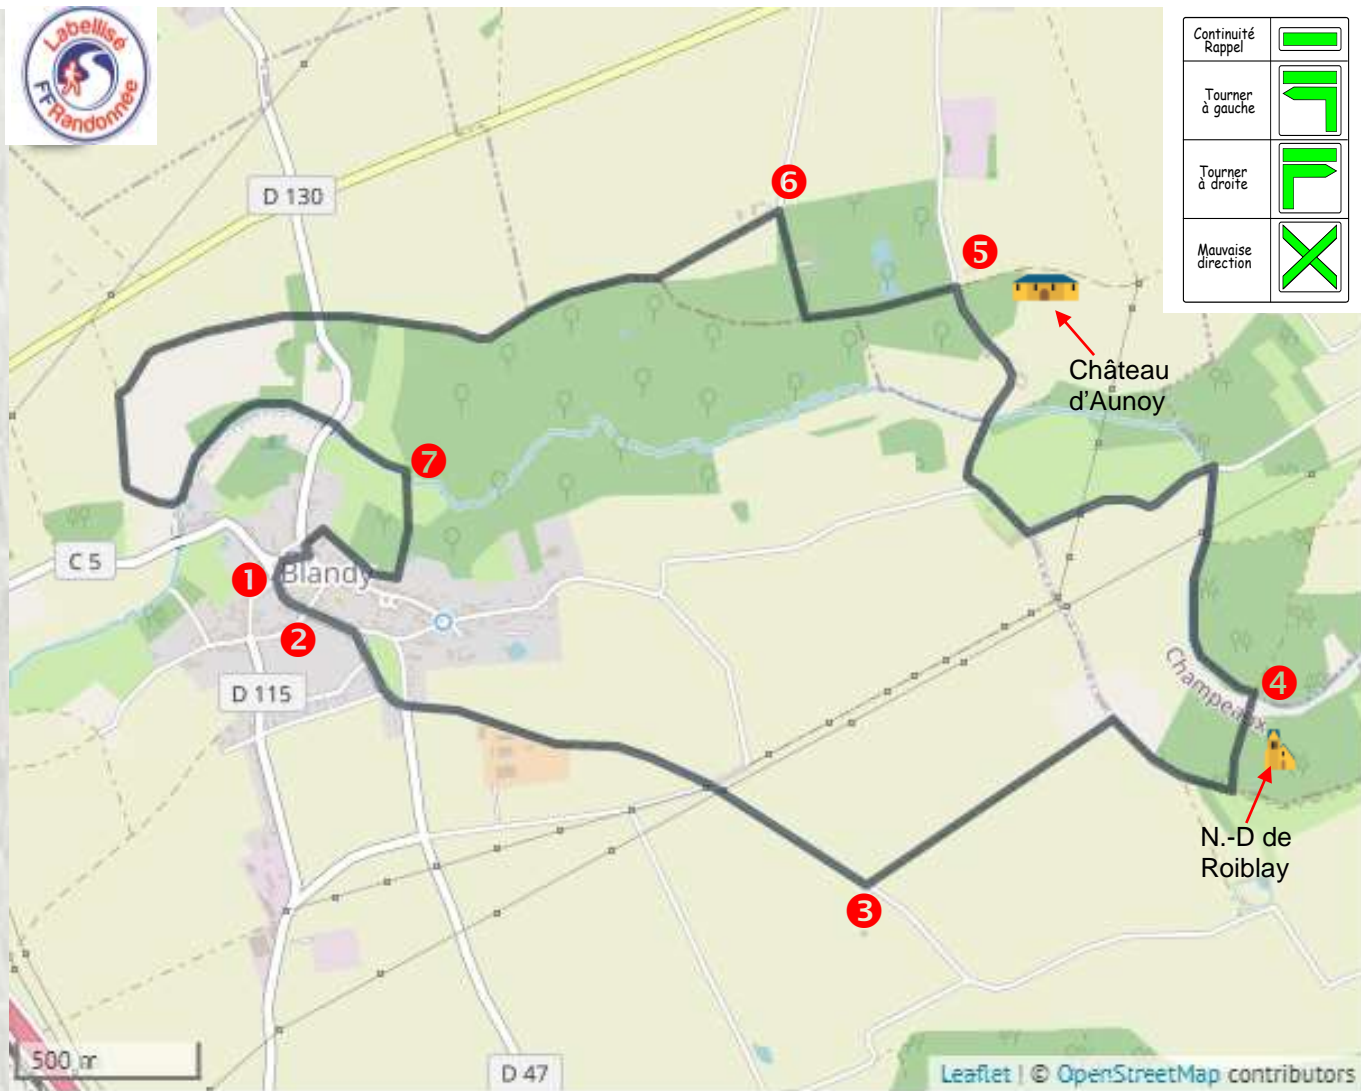 Labellisé
FFRandonnée
Continuité
Rappel
Tourner
à gauche
Tourner
à droite
Mauvaise
direction
D 130
6
5
Château
d'Aunoy
7
C 5
1
Blandy
2
D 115
Champeaux
4
N.-D de
Roiblay
3
500 m
D 47
Leaflet | © OpenStreetMap contributors